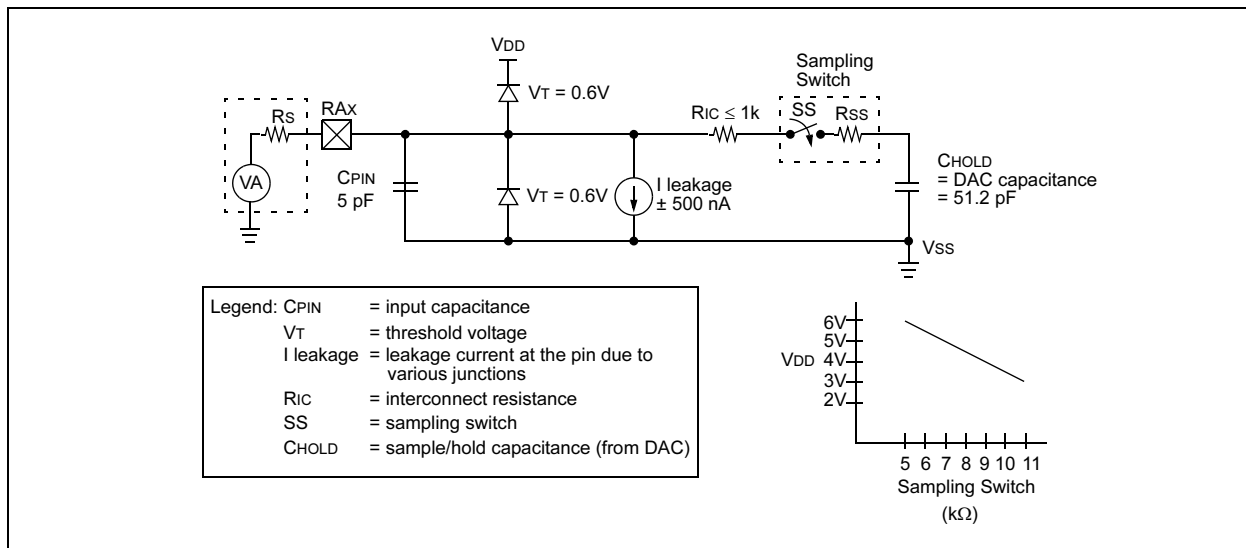 VDD
Sampling
Switch
VT = 0.6V
RS
RAx
RIC ≤ 1k
SS
RSS
VA
CPIN
5 pF
VT = 0.6V
I leakage
± 500 nA
CHOLD
= DAC capacitance
= 51.2 pF
VSS
Legend: CPIN = input capacitance
VT = threshold voltage
I leakage = leakage current at the pin due to
various junctions
RIC = interconnect resistance
SS = sampling switch
CHOLD = sample/hold capacitance (from DAC)
6V
5V
VDD 4V
3V
2V
5 6 7 8 9 10 11
Sampling Switch
(kΩ)